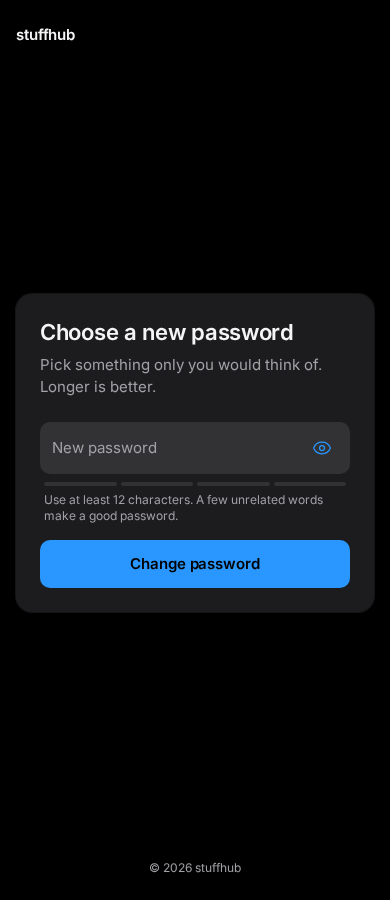 stuffhub
Choose a new password
Pick something only you would think of.
Longer is better.
New password
Use at least 12 characters. A few unrelated words
make a good password.
Change password
© 2026 stuffhub